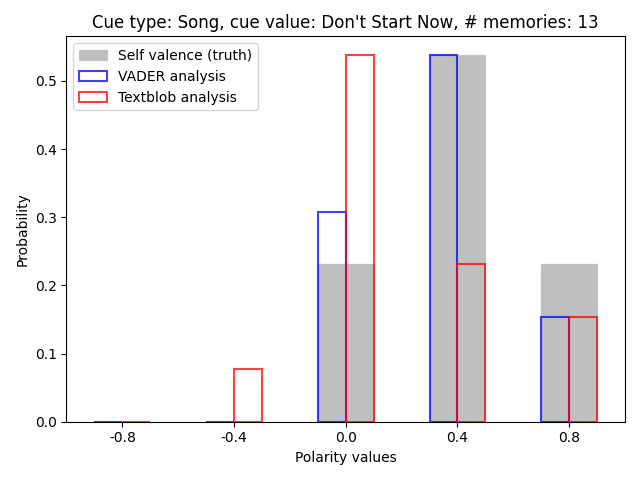 Cue type: Song, cue value: Don't Start Now, # memories: 13
Self valence (truth)
VADER analysis
Textblob analysis
Probability
0.5
0.4
0.3
0.2
0.1
0.0
-0.8 -0.4 0.0 0.4 0.8
Polarity values